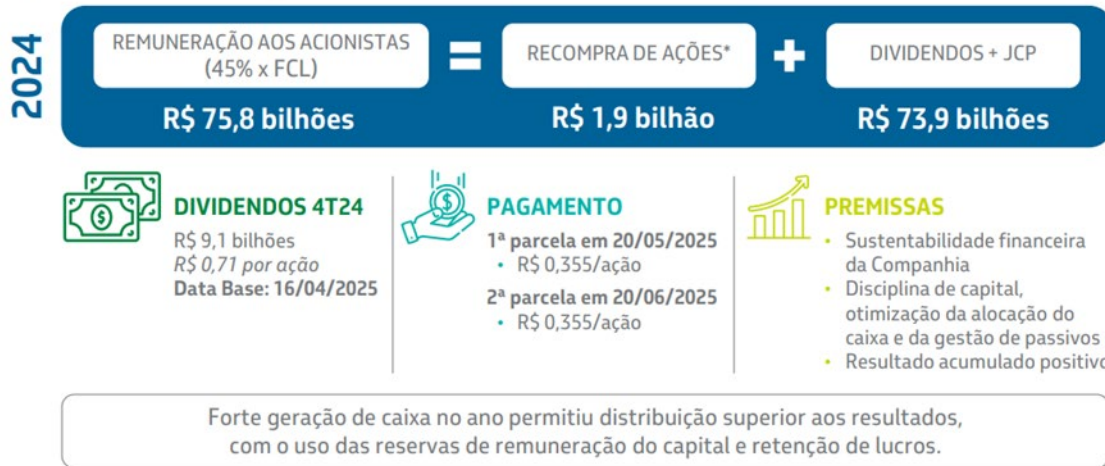 2024
REMUNERAÇÃO AOS ACIONISTAS
(45% x FCL)
R$ 75,8 bilhões
=
RECOMPRA DE AÇÕES*
R$ 1,9 bilhão
+
DIVIDENDOS + JCP
R$ 73,9 bilhões
DIVIDENDOS 4T24
R$ 9,1 bilhões
R$ 0,71 por ação
Data Base: 16/04/2025
PAGAMENTO
1ª parcela em 20/05/2025
• R$ 0,355/ação
2ª parcela em 20/06/2025
• R$ 0,355/ação
PREMISSAS
• Sustentabilidade financeira
da Companhia
• Disciplina de capital,
otimização da alocação do
caixa e da gestão de passivos
• Resultado acumulado positivo
Forte geração de caixa no ano permitiu distribuição superior aos resultados,
com o uso das reservas de remuneração do capital e retenção de lucros.